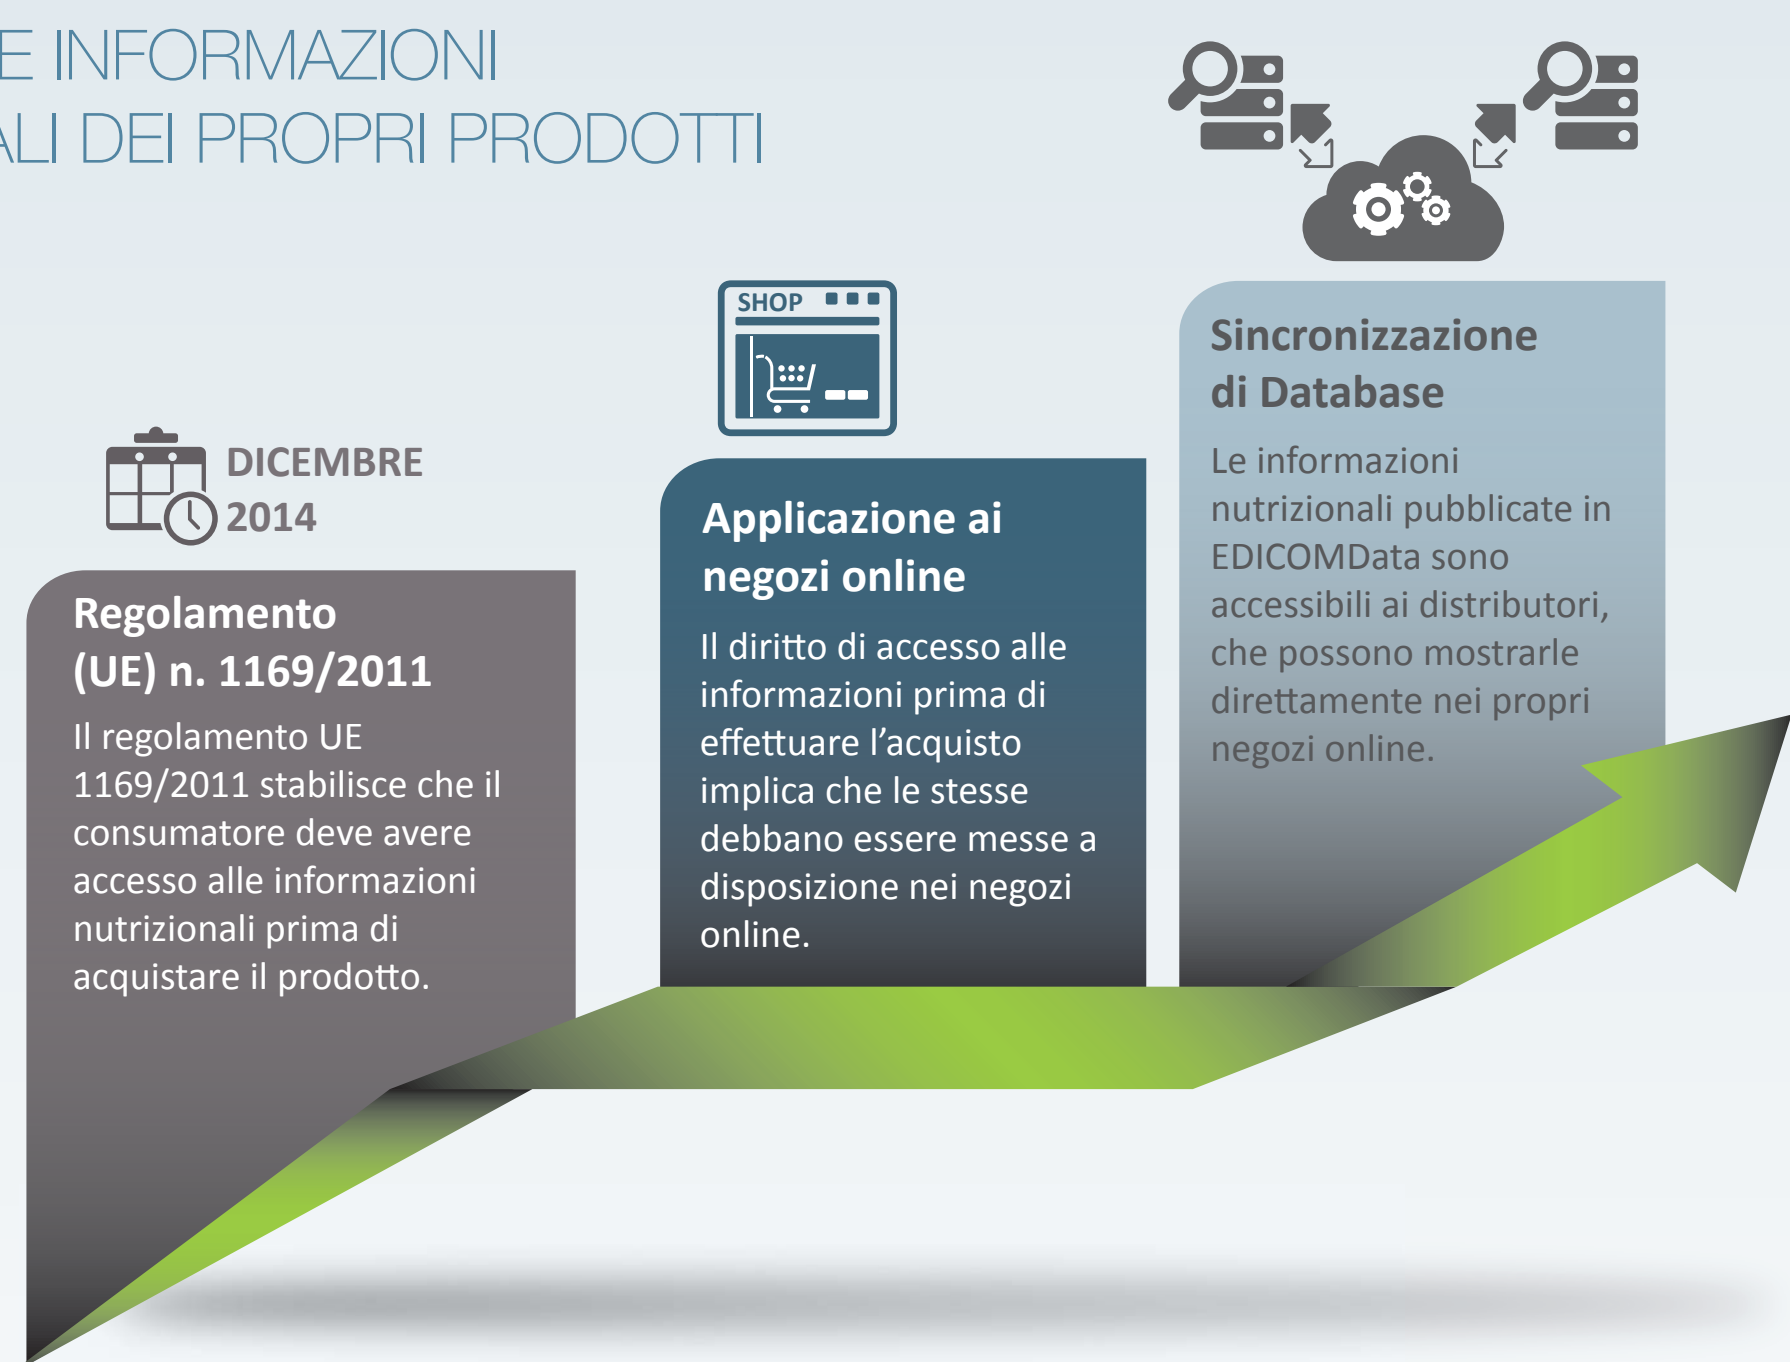 E INFORMAZIONI
ALI DEI PROPRI PRODOTTI
SHOP
DICEMBRE
2014
Regolamento
(UE) n. 1169/2011
Il regolamento UE
1169/2011 stabilisce che il
consumatore deve avere
accesso alle informazioni
nutrizionali prima di
acquistare il prodotto.
Applicazione ai
negozi online
Il diritto di accesso alle
informazioni prima di
effettuare l’acquisto
implica che le stesse
debbano essere messe a
disposizione nei negozi
online.
Sincronizzazione
di Database
Le informazioni
nutrizionali pubblicate in
EDICOMData sono
accessibili ai distributori,
che possono mostrarle
direttamente nei propri
negozi online.